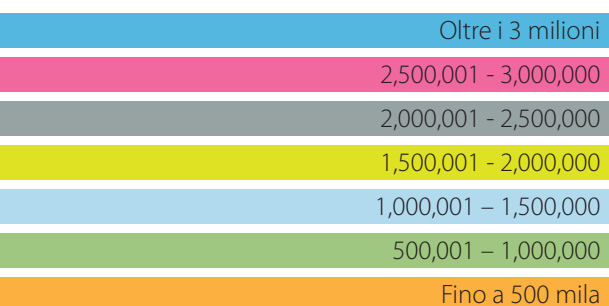 Oltre i 3 milioni
2,500,001 - 3,000,000
2,000,001 - 2,500,000
1,500,001 - 2,000,000
1,000,001 – 1,500,000
500,001 – 1,000,000
Fino a 500 mila